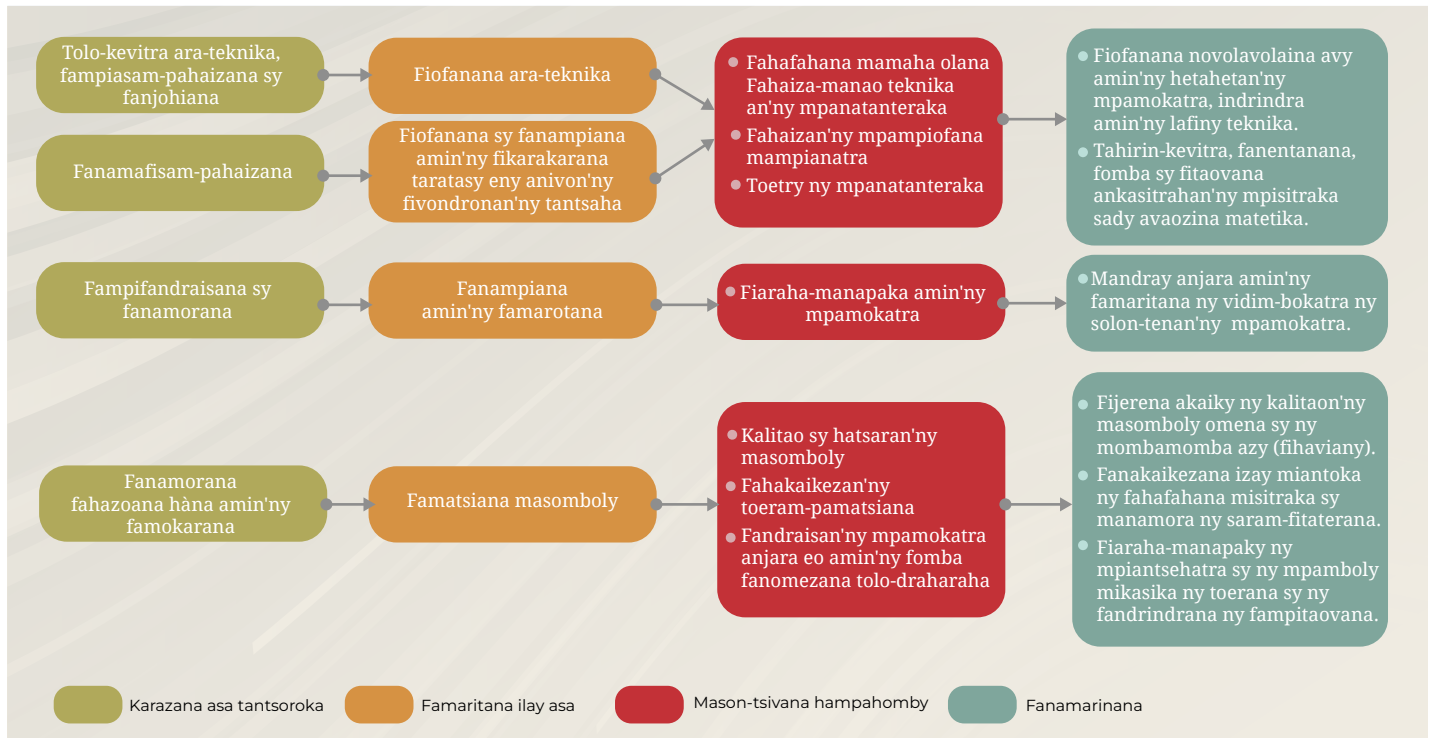 Tolo-kevitra ara-teknika,
fampiasam-pahaizana sy
fanjohiana
Fiofanana ara-teknika
Fanamafisam-pahaizana
Fiofanana sy fanampiana
amin'ny fikarakarana
taratasy eny anivon'ny
fivondronan'ny tantsaha
Fahafahana mamaha olana
Fahaiza-manao teknika
an'ny mpanatanteraka
Fahaizan'ny mpampiofana
mampianatra
Toetry ny mpanatanteraka
Fiofanana novolavolaina avy
amin'ny hetahetan'ny
mpamokatra, indrindra
amin'ny lafiny teknika.
Tahirin-kevitra, fanentanana,
fomba sy fitaovana
ankasitrahan'ny mpisitraka
sady avaozina matetika.
Fampifandraisana sy
fanamorana
Fanampiana
amin'ny famarotana
Fiaraha-manapaka amin'ny
mpamokatra
Mandray anjara amin'ny
famaritana ny vidim-bokatra ny
solon-tenan'ny mpamokatra.
Fanamorana
fahazoana hàna amin'ny
famokarana
Famatsiana masomboly
Kalitao sy hatsaran'ny
masomboly
Fahakaikezan'ny
toeram-pamatsiana
Fandraisan'ny mpamokatra
anjara eo amin'ny fomba
fanomezana tolo-draharaha
Fijerena akaiky ny kalitaon'ny
masomboly omena sy ny
mombamomba azy (fihaviany).
Fanakaikezana izay miantoka
ny fahafahana misitraka sy
manamora ny saram-fitaterana.
Fiaraha-manapaky ny
mpiantsehatra sy ny mpamboly
mikasika ny toerana sy ny
fandrindrana ny fampitaovana.
Karazana asa tantsoroka
Famaritana ilay asa
Mason-tsivana hampahomby
Fanamarinana